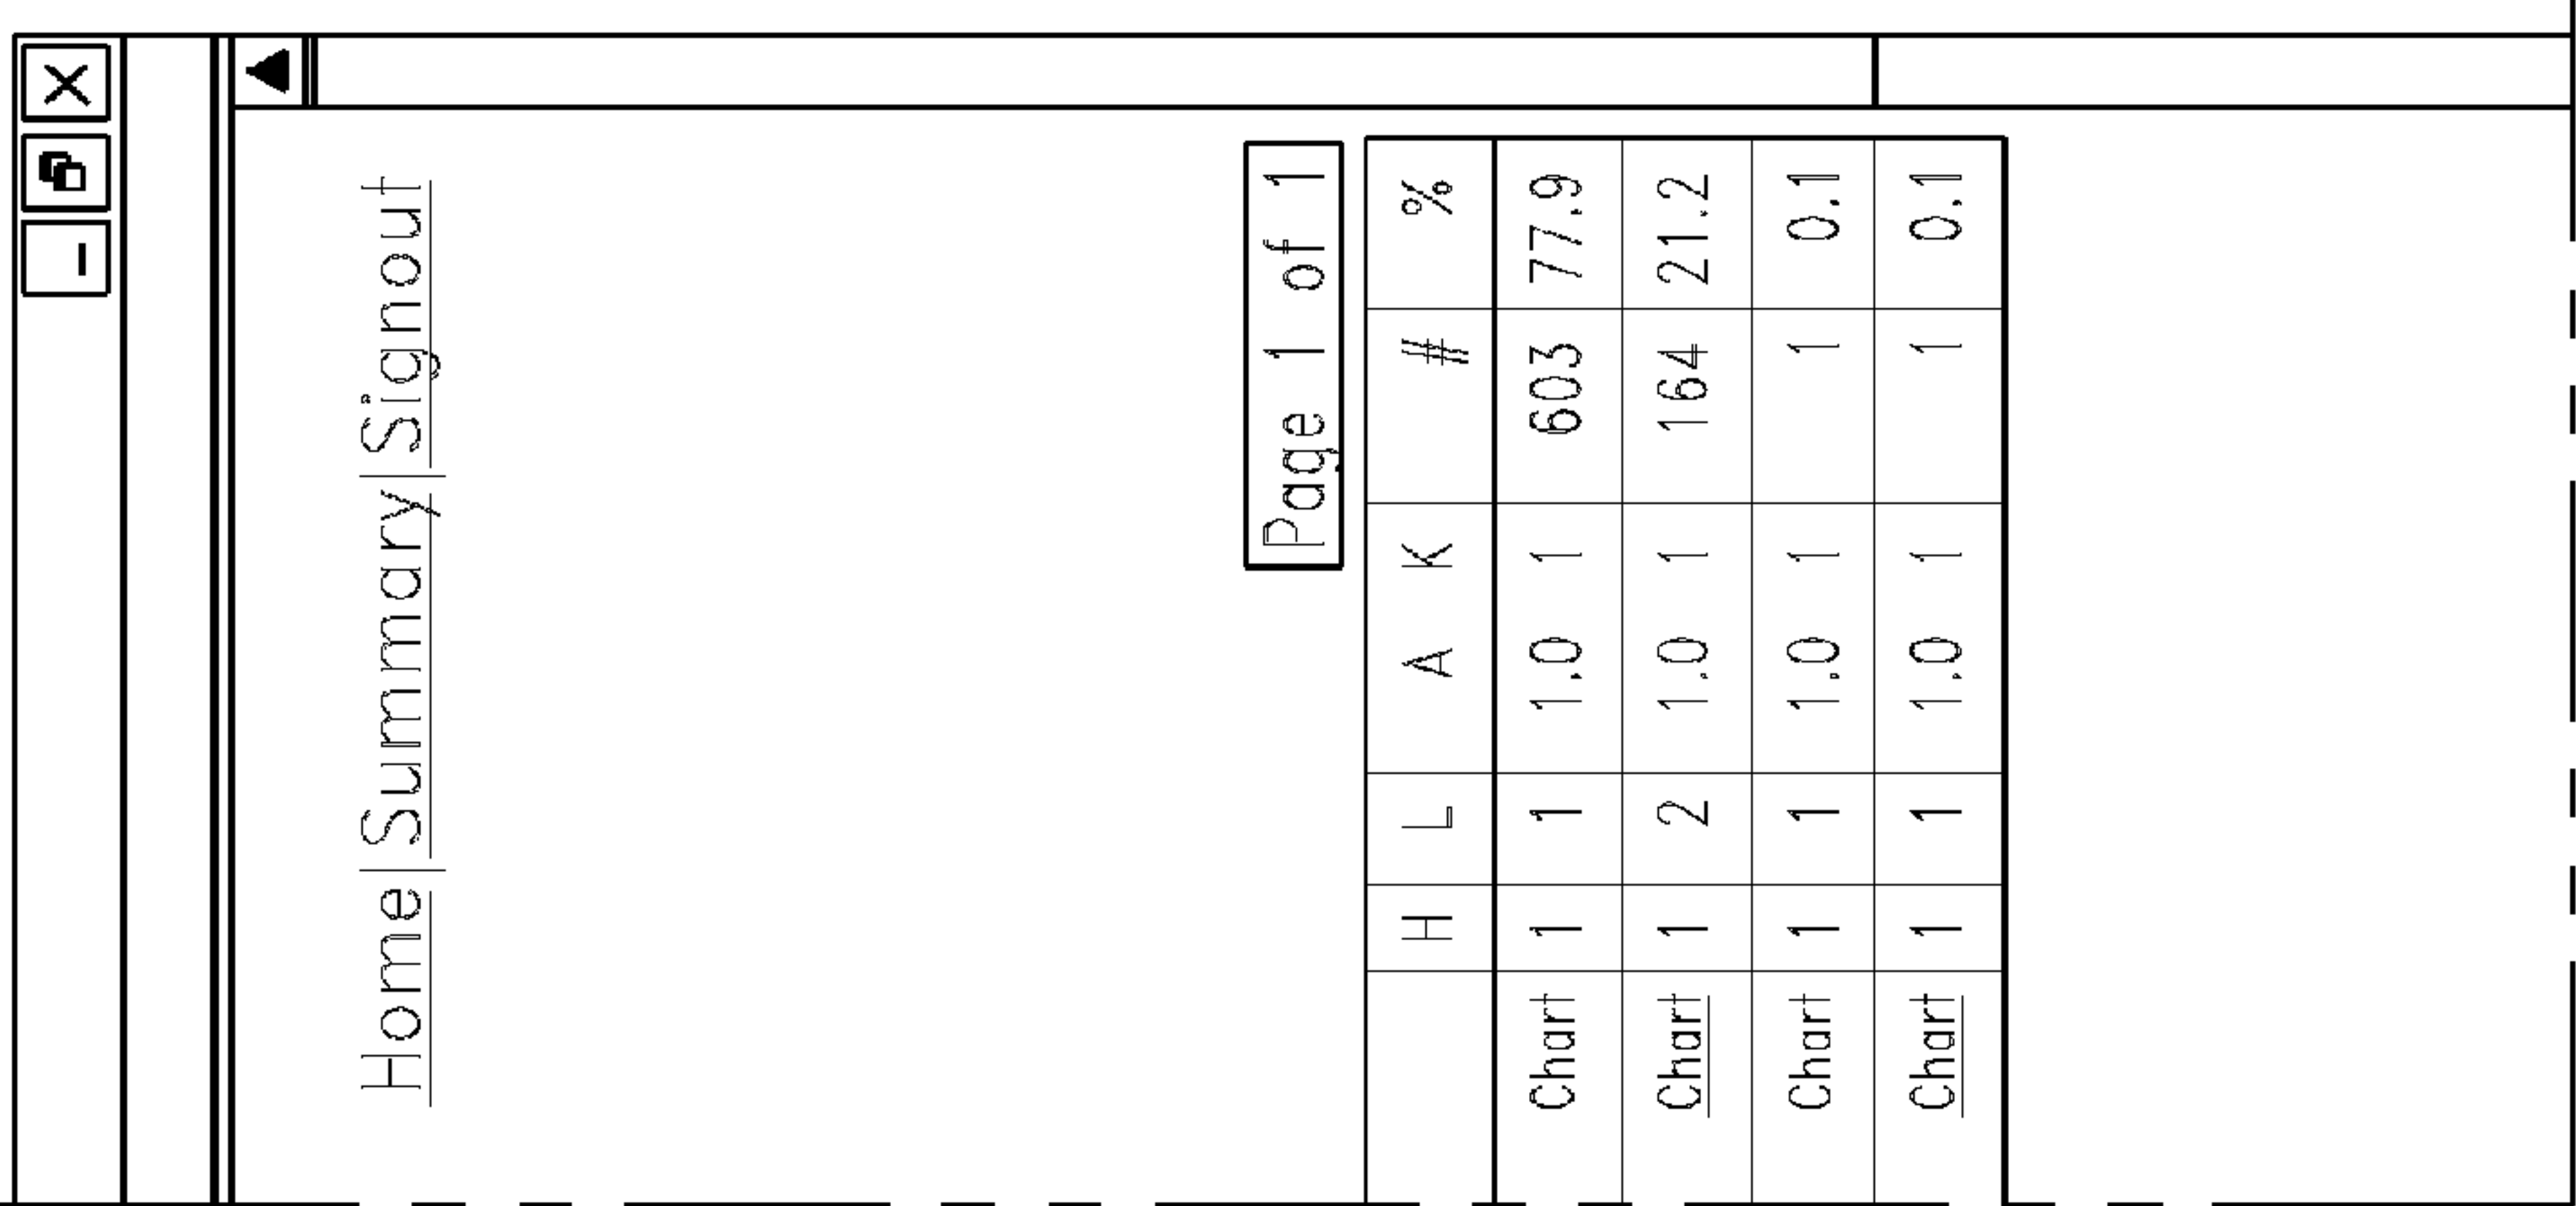 Home|Summary|Signout
Page 1 of 1
H L A K # %
Chart 1 1 1.0 1 603 77.9
Chart 1 2 1.0 1 164 21.2
Chart 1 1 1.0 1 1 0.1
Chart 1 1 1.0 1 1 0.1